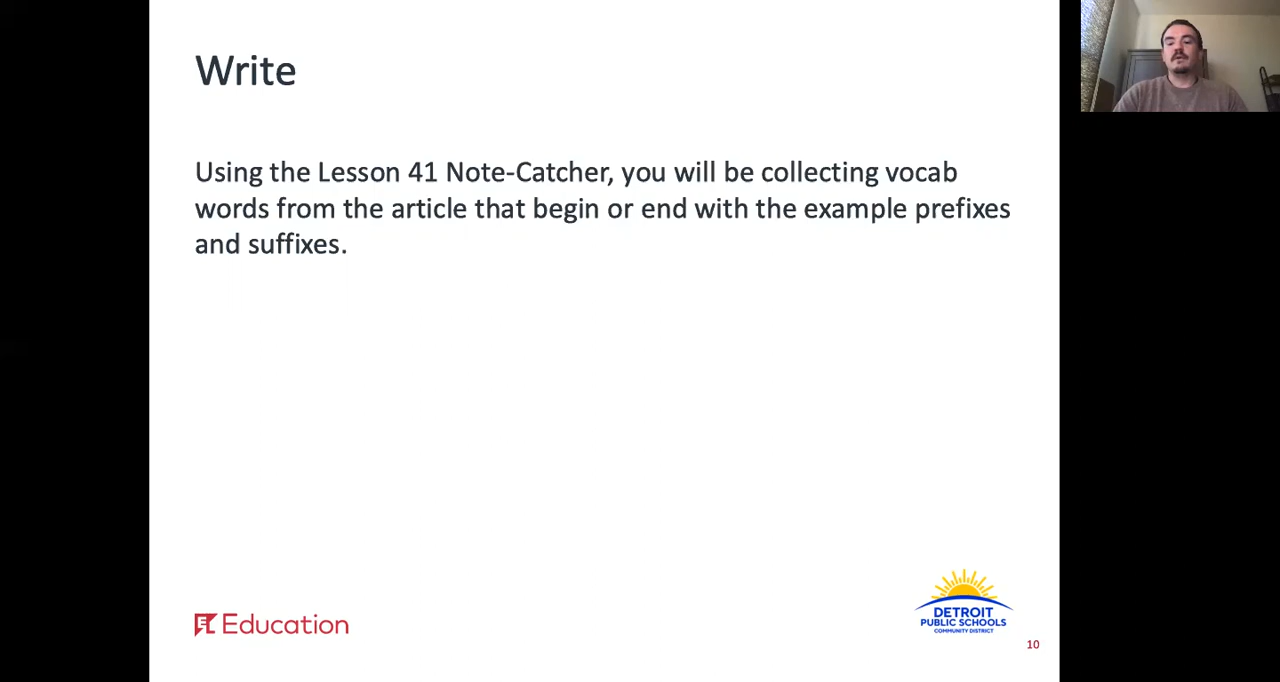 Write
Using the Lesson 41 Note-Catcher, you will be collecting vocab
words from the article that begin or end with the example prefixes
and suffixes.
EL Education
DETROIT
PUBLIC SCHOOLS
COMMUNITY DISTRICT
10